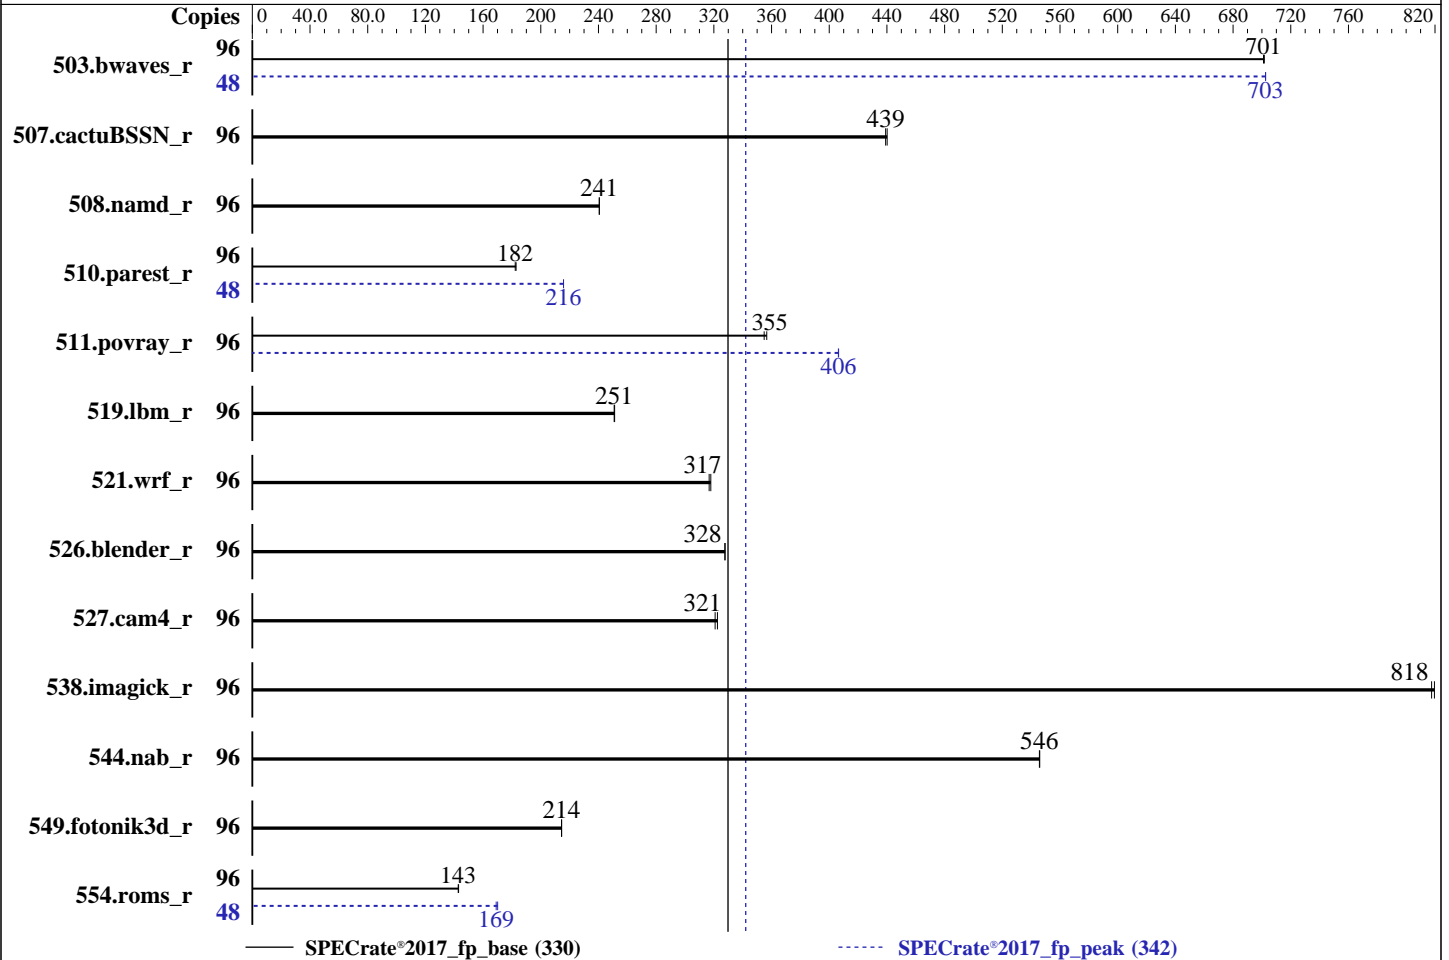 Copies 0 40.0 80.0 120 160 200 240 280 320 360 400 440 480 520 560 600 640 680 720 760 820
503.bwaves_r 96 701
48 703
507.cactuBSSN_r 96 439
508.namd_r 96 241
510.parest_r 96 182
48 216
511.povray_r 96 355
406
519.lbm_r 96 251
521.wrf_r 96 317
526.blender_r 96 328
527.cam4_r 96 321
538.imagick_r 96 818
544.nab_r 96 546
549.fotonik3d_r 96 214
554.roms_r 96 143
48 169
SPECrate®2017_fp_base (330) SPECrate®2017_fp_peak (342)